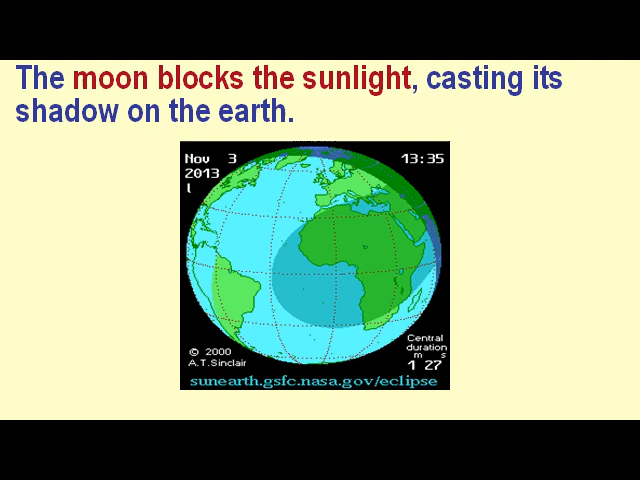 The moon blocks the sunlight, casting its
shadow on the earth.
Nov 3 13:35
2013
l
© 2000
A.T.Sinclair
Central
duration
m s
1 27
sunearth.gsfc.nasa.gov/eclipse